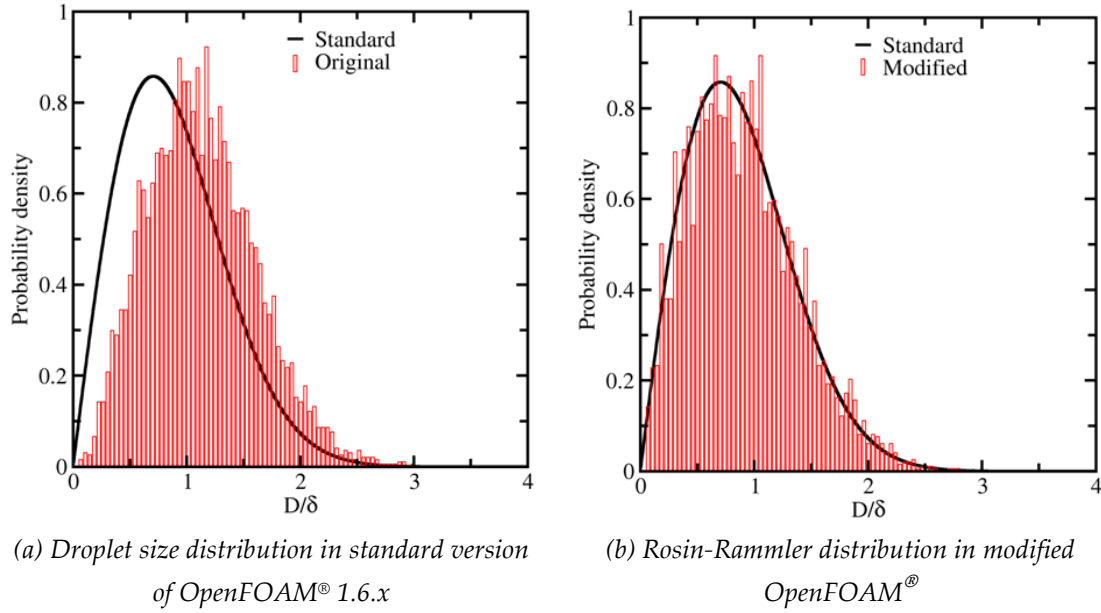 1
0.8
0.6
0.4
0.2
0
Probability density
Standard
Original
0 1 2 3 4
D/δ
(a) Droplet size distribution in standard version
of OpenFOAM® 1.6.x
1
0.8
0.6
0.4
0.2
0
Probability density
Standard
Modified
0 1 2 3 4
D/δ
(b) Rosin-Rammler distribution in modified
OpenFOAM®